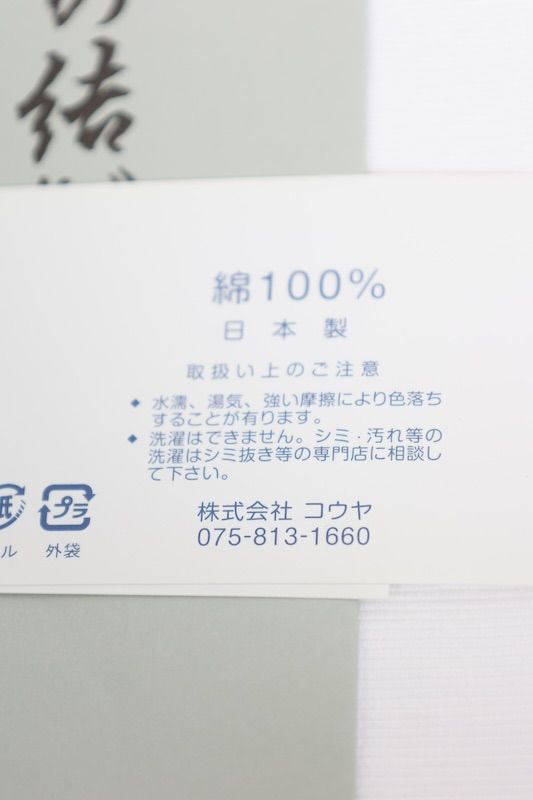 の結び
綿100%
日本製
取扱い上のご注意
◆ 水濡、湯気、強い摩擦により色落ち
することが有ります。
◆ 洗濯はできません。シミ・汚れ等の
洗濯はシミ抜き等の専門店に相談し
て下さい。
紙 プラ
ル 外袋
株式会社 コウヤ
075-813-1660